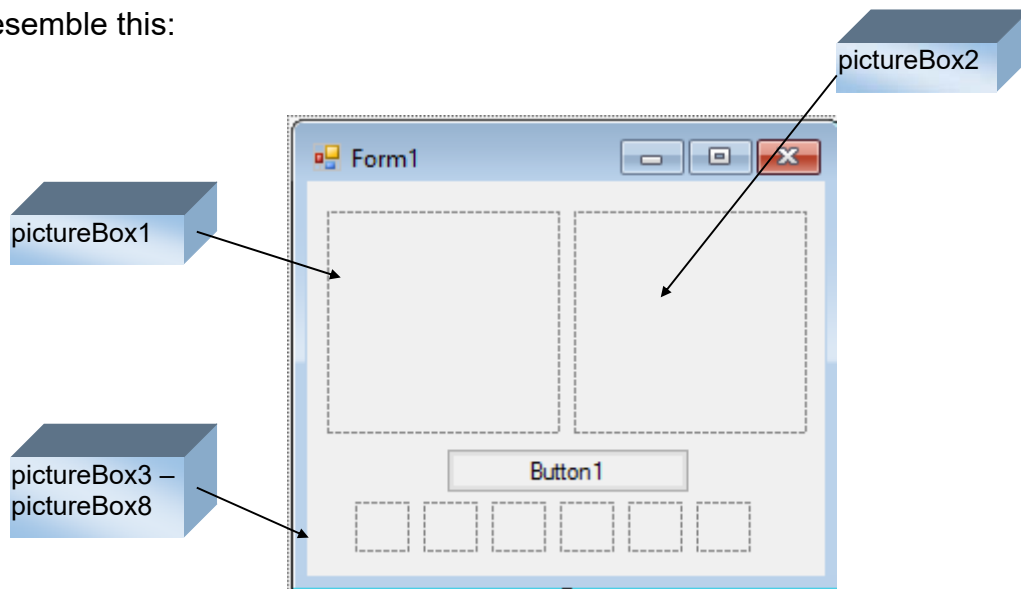 esemble this:
pictureBox2
Form1
pictureBox1
Button1
pictureBox3 –
pictureBox8